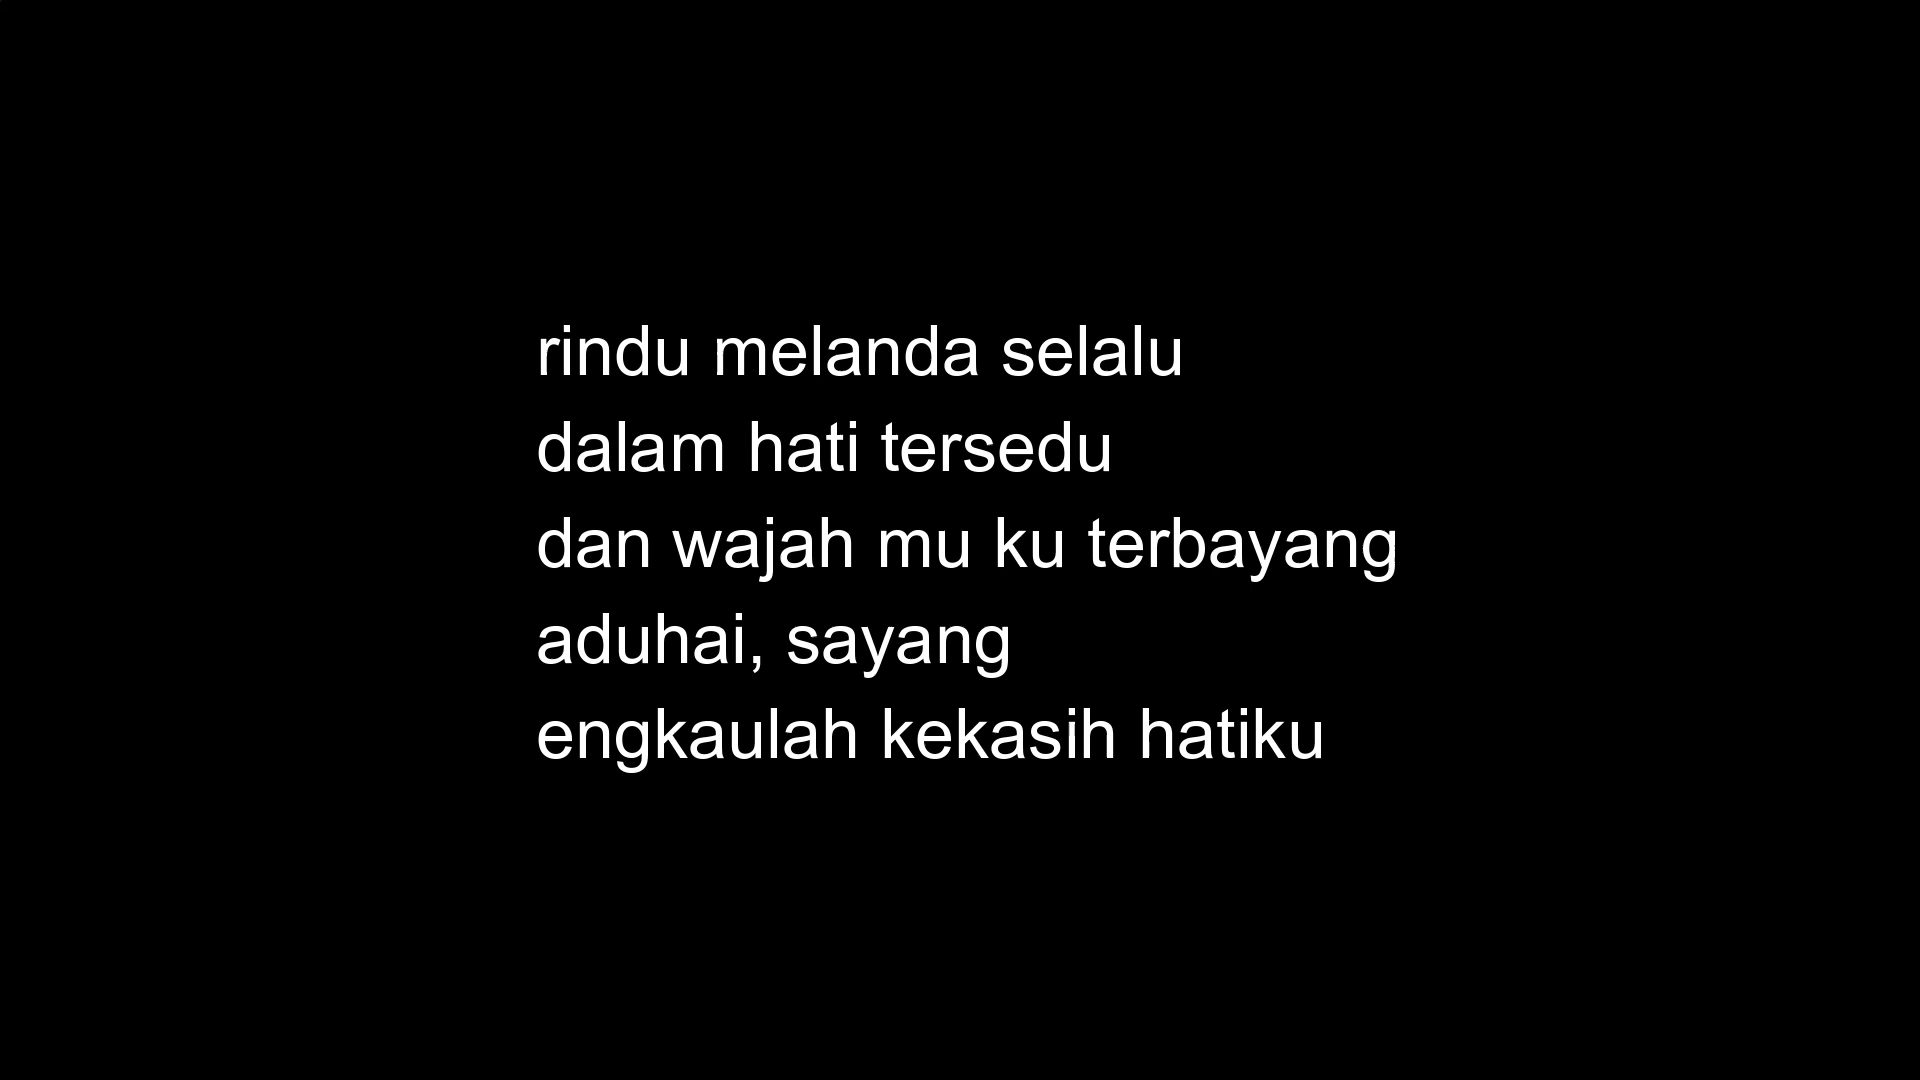 rindu melanda selalu
dalam hati tersedu
dan wajah mu ku terbayang
aduhai, sayang
engkaulah kekasih hatiku